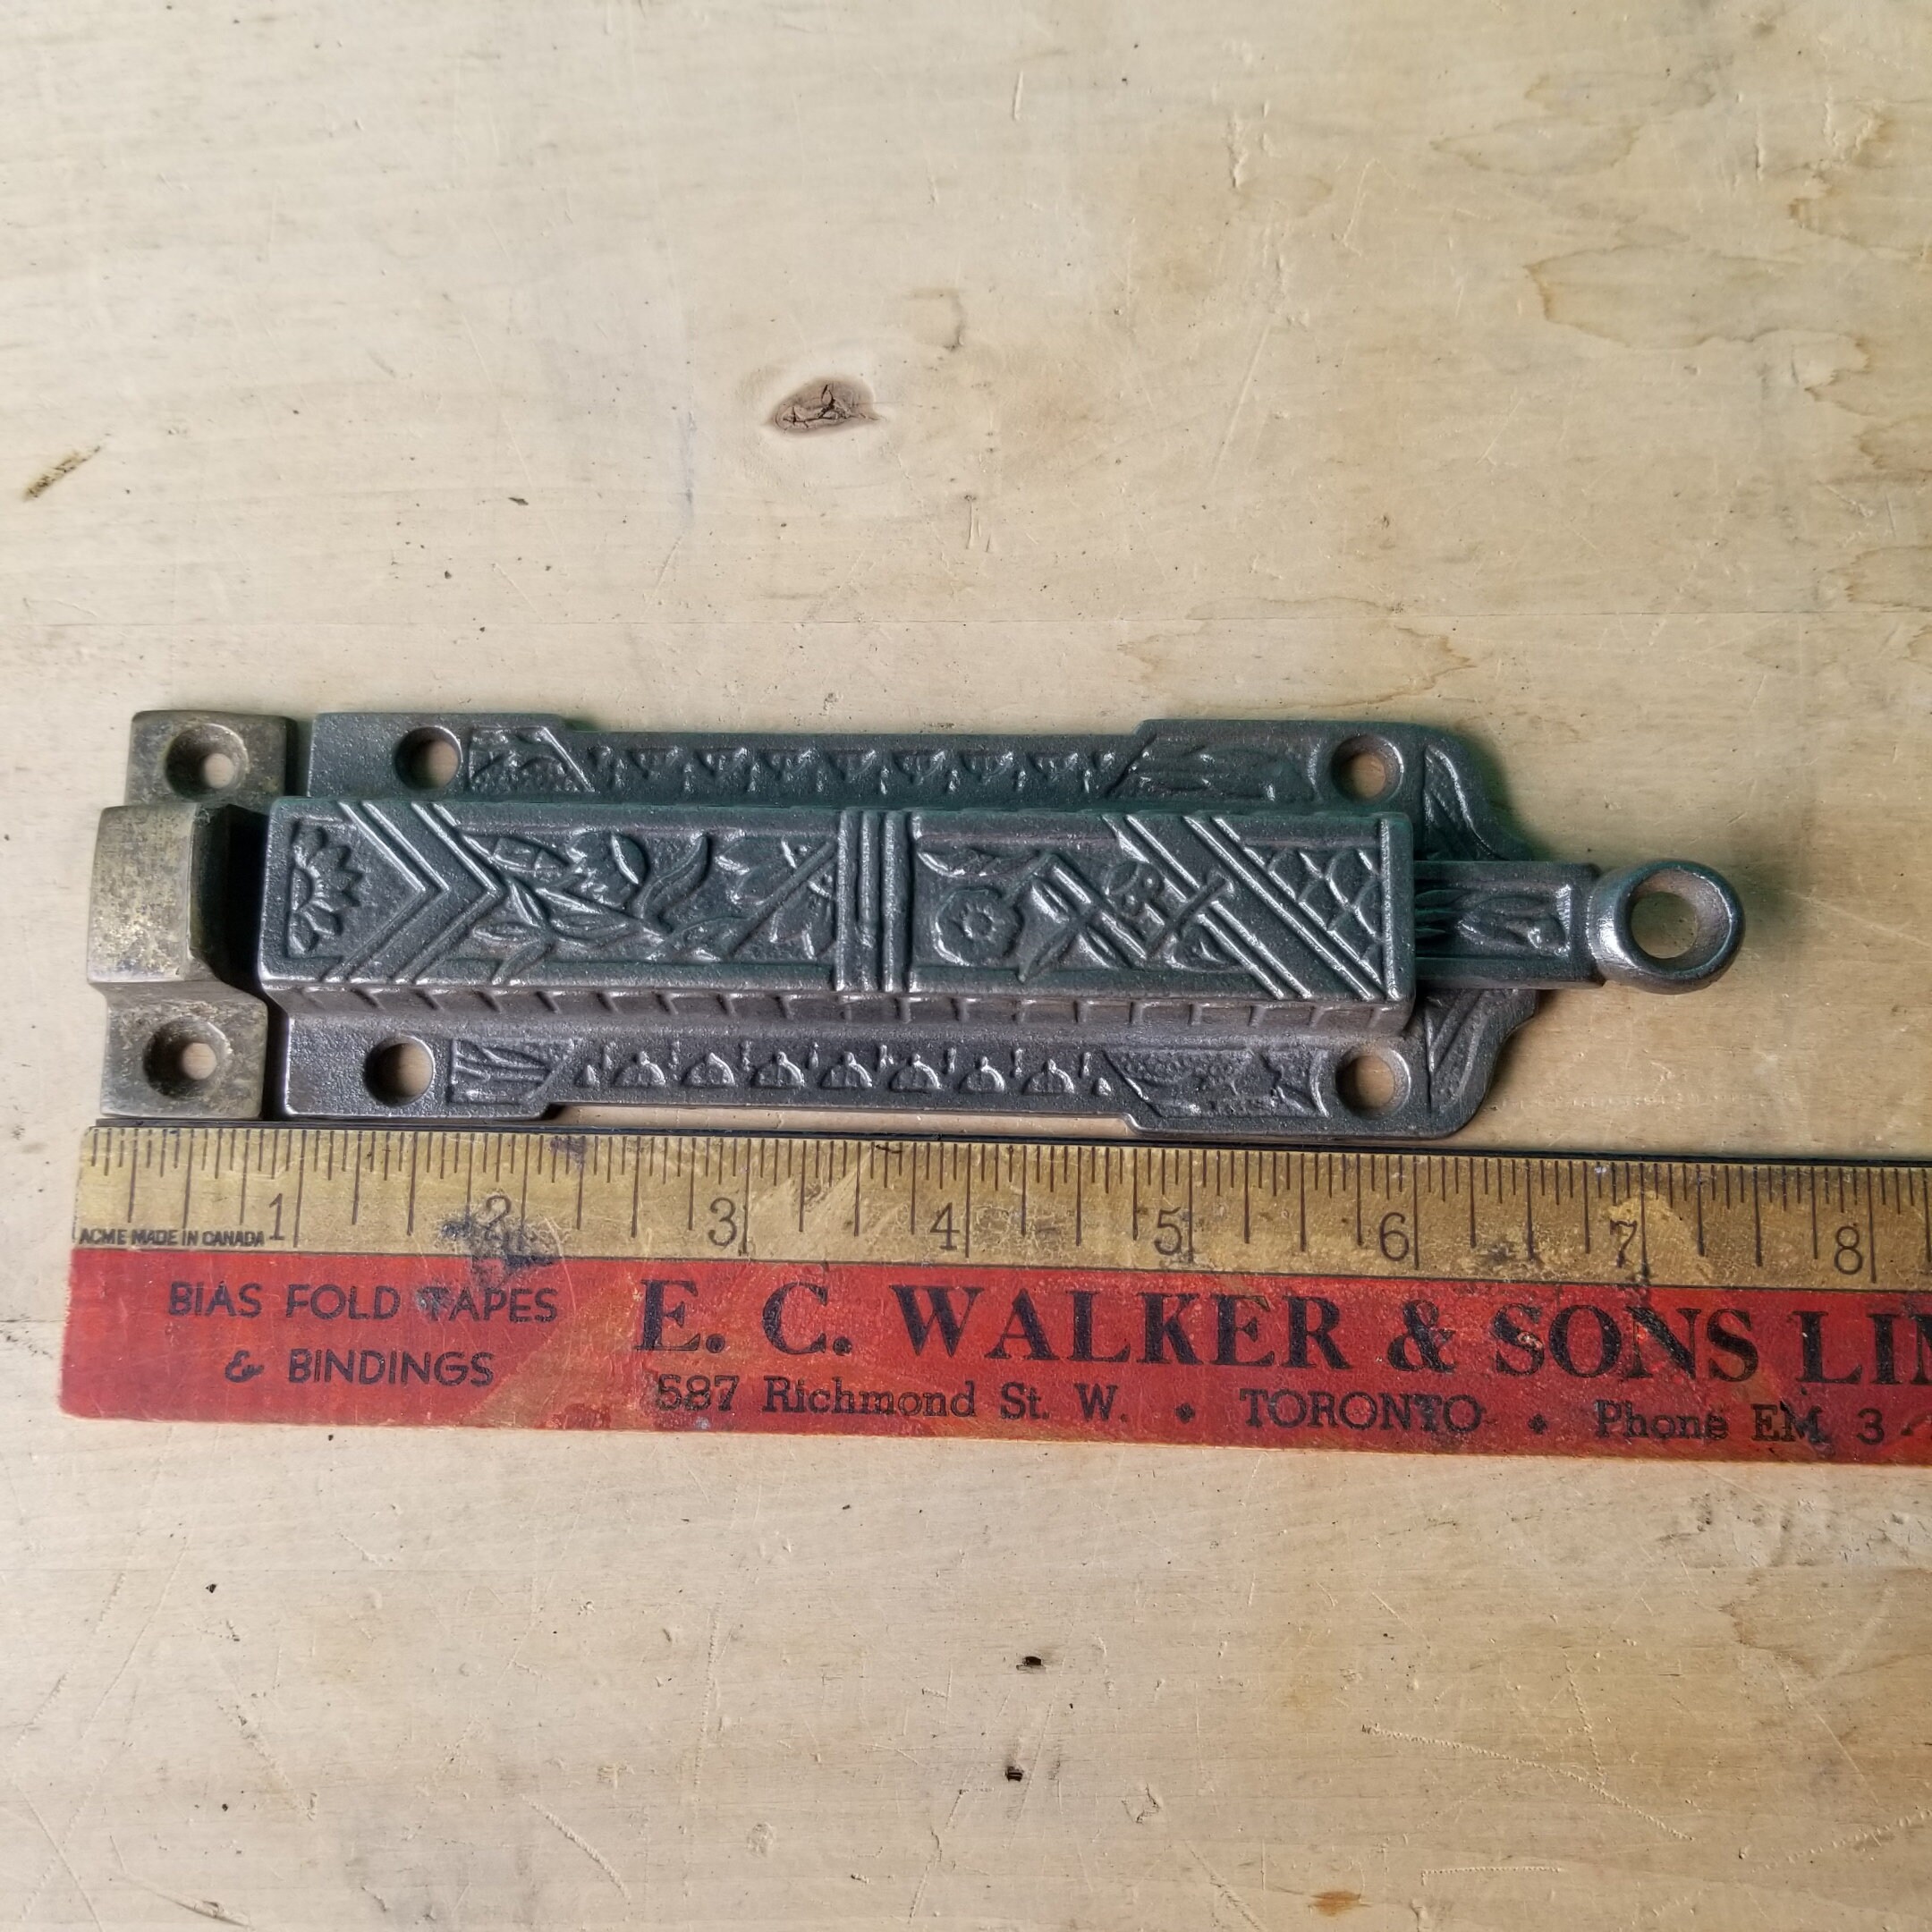 1 2 3 4 5 6 7 8
ACME MADE IN CANADA
BIAS FOLD TAPES
& BINDINGS
E. C. WALKER & SONS LI
587 Richmond St. W. • TORONTO • Phone EM. 3 -